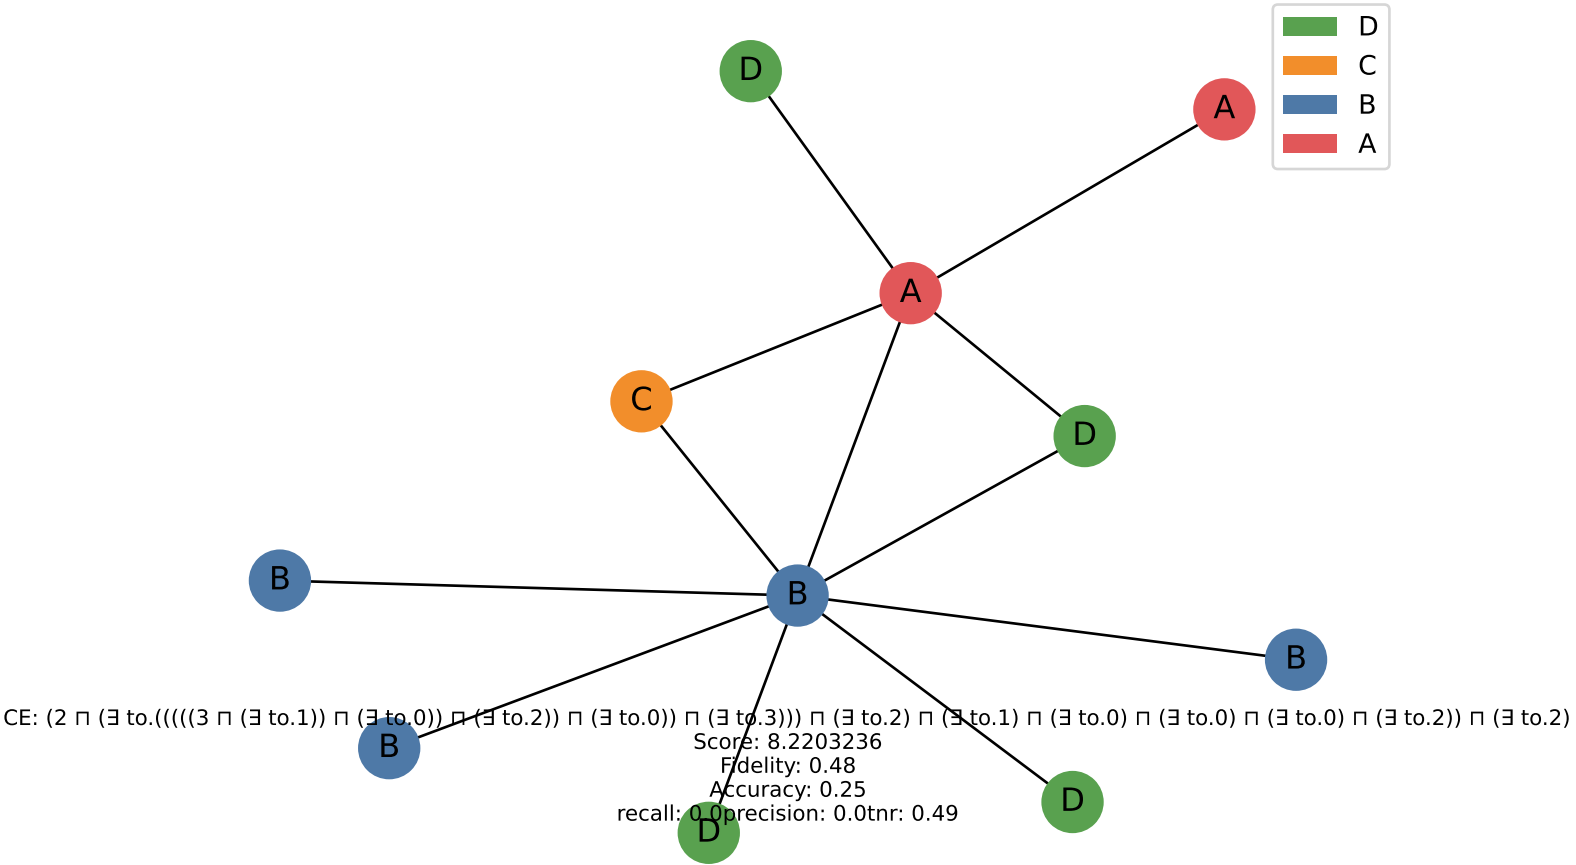 D
D
C
B
A
A
A
C
D
B
B
B
CE: (2 ⊓ (∃ to.(((((3 ⊓ (∃ to.1)) ⊓ (∃ to.0)) ⊓ (∃ to.2)) ⊓ (∃ to.0)) ⊓ (∃ to.3))) ⊓ (∃ to.2) ⊓ (∃ to.1) ⊓ (∃ to.0) ⊓ (∃ to.0) ⊓ (∃ to.0) ⊓ (∃ to.2)) ⊓ (∃ to.2)
B
Score: 8.2203236
Fidelity: 0.48
Accuracy: 0.25
D
recall: 0.0precision: 0.0tnr: 0.49
D